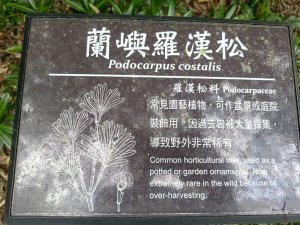 蘭嶼羅漢松
Podocarpus costalis
羅漢松科 Podocarpaceae
常見園藝植物，可作盆景或庭院
裝飾用。因過去曾被大量採集，
導致野外非常稀有。
Common horticultural tree, used as a
potted or garden ornamental. Now
extremely rare in the wild because of
over-harvesting.